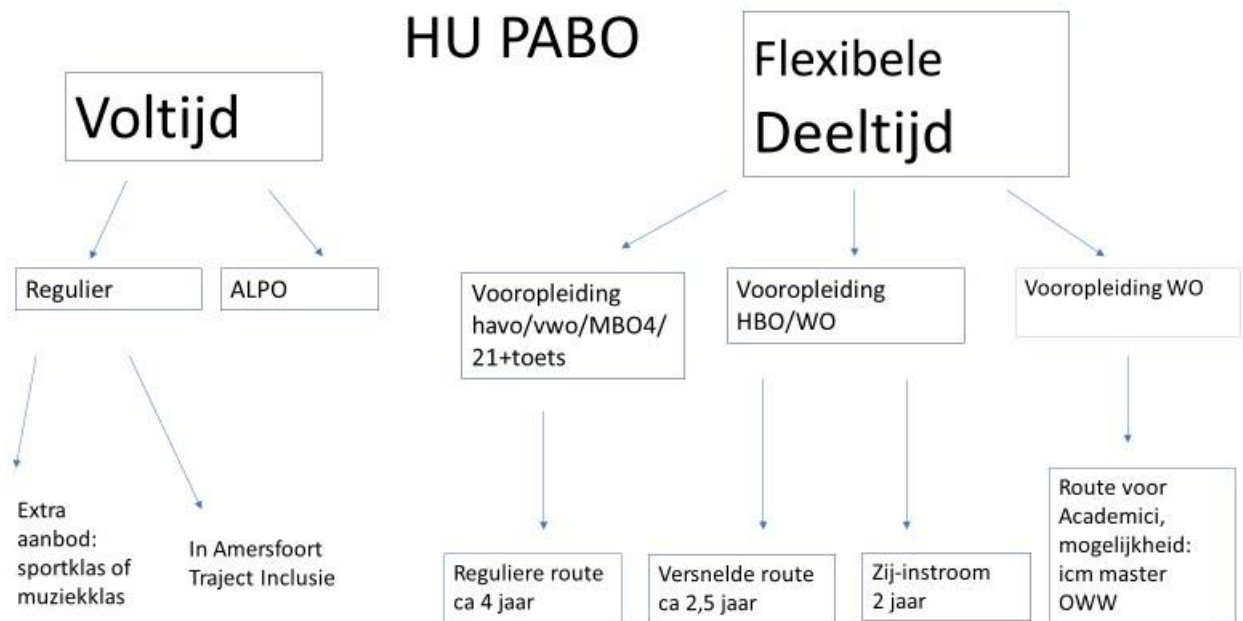 HU PABO
Voltijd
Flexibele
Deeltijd
Regulier
ALPO
Vooropleiding
havo/vwo/MBO4/
21+toets
Vooropleiding
HBO/WO
Vooropleiding WO
Extra
aanbod:
sportklas of
muziekklas
In Amersfoort
Traject Inclusie
Reguliere route
ca 4 jaar
Versnelde route
ca 2,5 jaar
Zij-instroom
2 jaar
Route voor
Academici,
mogelijkheid:
icm master
OWW